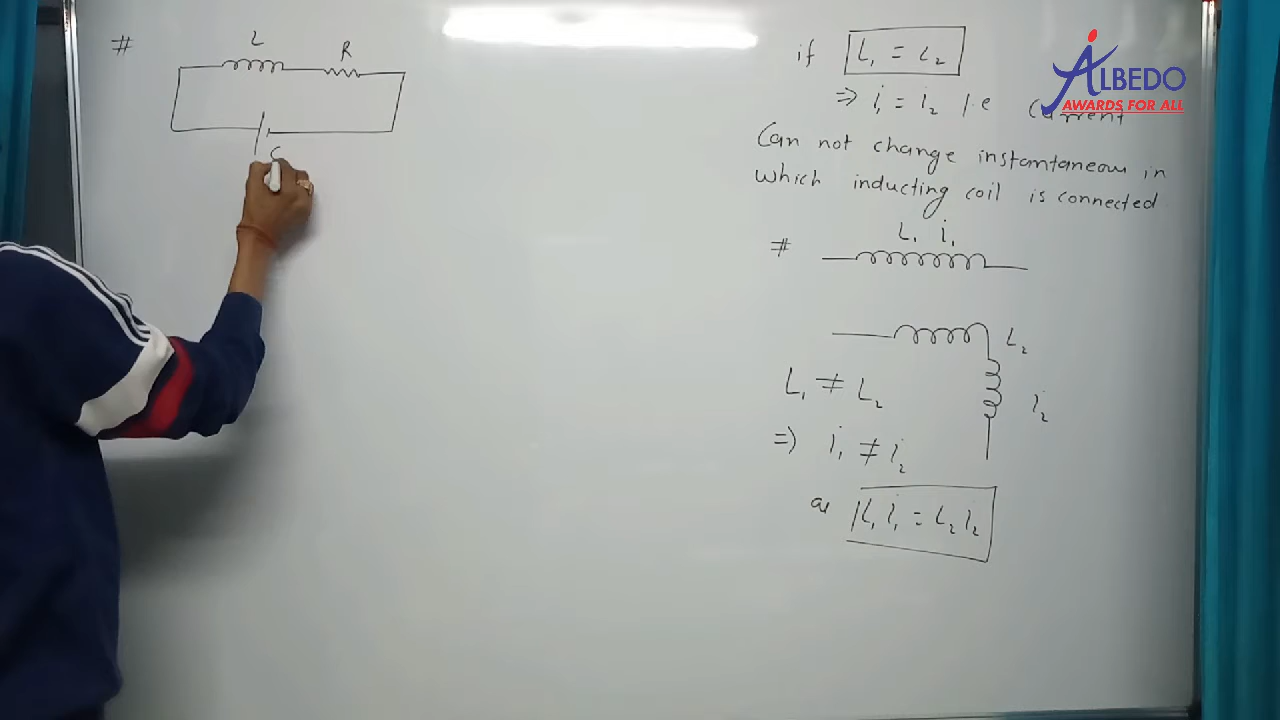 #
L
R
if L₁ = L₂
⇒ i₁ = i₂ i.e Current
Can not change instantaneous in
which inducting coil is connected
# L₁ i₁
L₂
L₁ ≠ L₂
i₂
⇒ i₁ ≠ i₂
as L₁ i₁ = L₂ i₂
ALBEDO
AWARDS FOR ALL